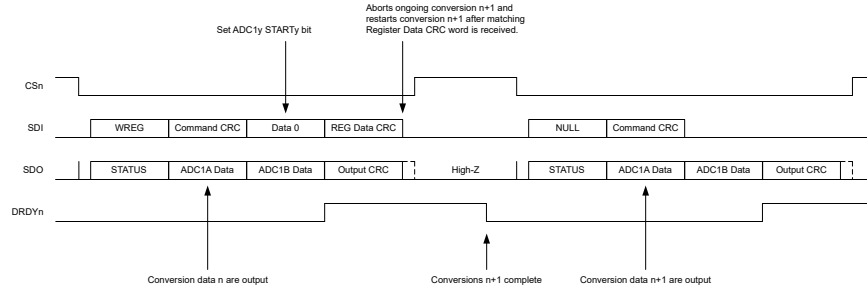 Aborts ongoing conversion n+1 and
restarts conversion n+1 after matching
Register Data CRC word is received.
Set ADC1y STARTy bit
CSn
SDI WREG Command CRC Data 0 REG Data CRC NULL Command CRC
SDO STATUS ADC1A Data ADC1B Data Output CRC High-Z STATUS ADC1A Data ADC1B Data Output CRC
DRDYn
Conversion data n are output Conversions n+1 complete Conversion data n+1 are output